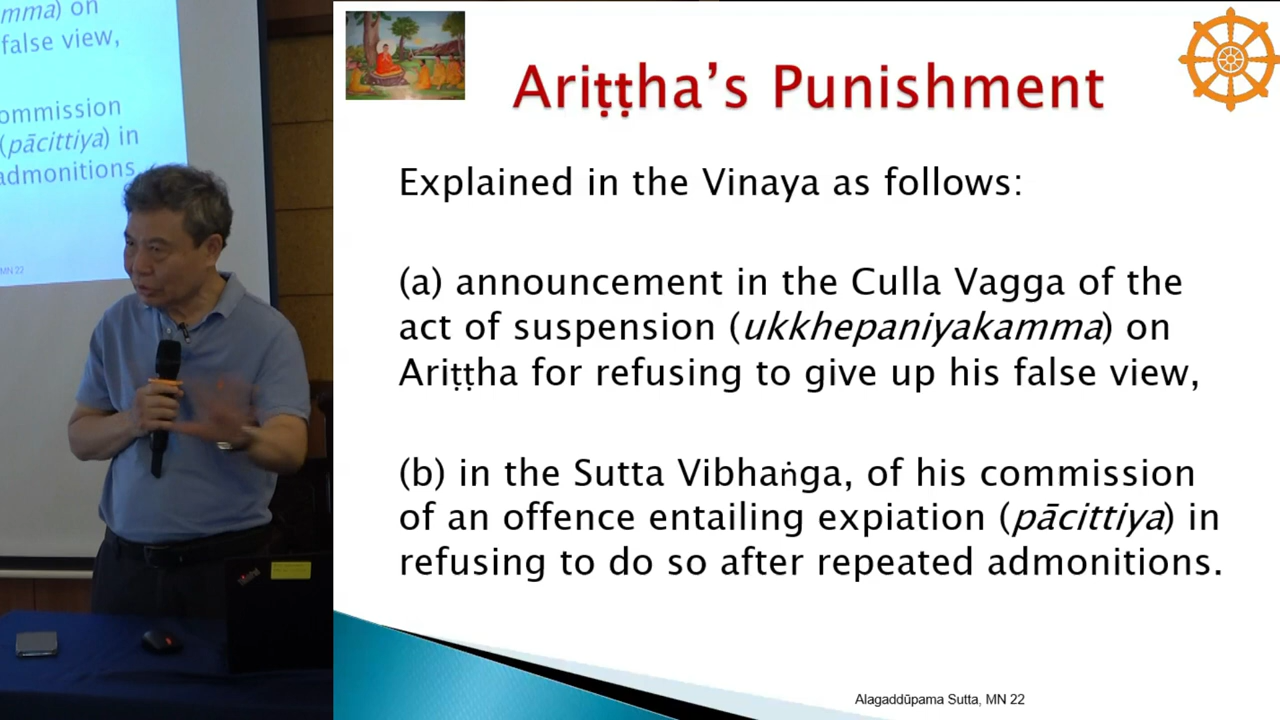 mma) on
false view,
ommission
(pācittiya) in
admonitions.
MN 22
Ariṭṭha’s Punishment
Explained in the Vinaya as follows:
(a) announcement in the Culla Vagga of the
act of suspension (ukkhepaniyakamma) on
Ariṭṭha for refusing to give up his false view,
(b) in the Sutta Vibhaṅga, of his commission
of an offence entailing expiation (pācittiya) in
refusing to do so after repeated admonitions.
Alagaddūpama Sutta, MN 22